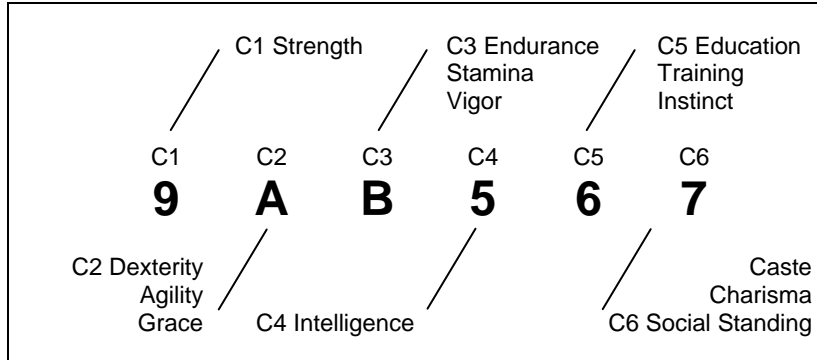 C1 Strength C3 Endurance C5 Education
Stamina Training
Vigor Instinct
C1 C2 C3 C4 C5 C6
9 A B 5 6 7
C2 Dexterity Caste
Agility Charisma
Grace C4 Intelligence C6 Social Standing